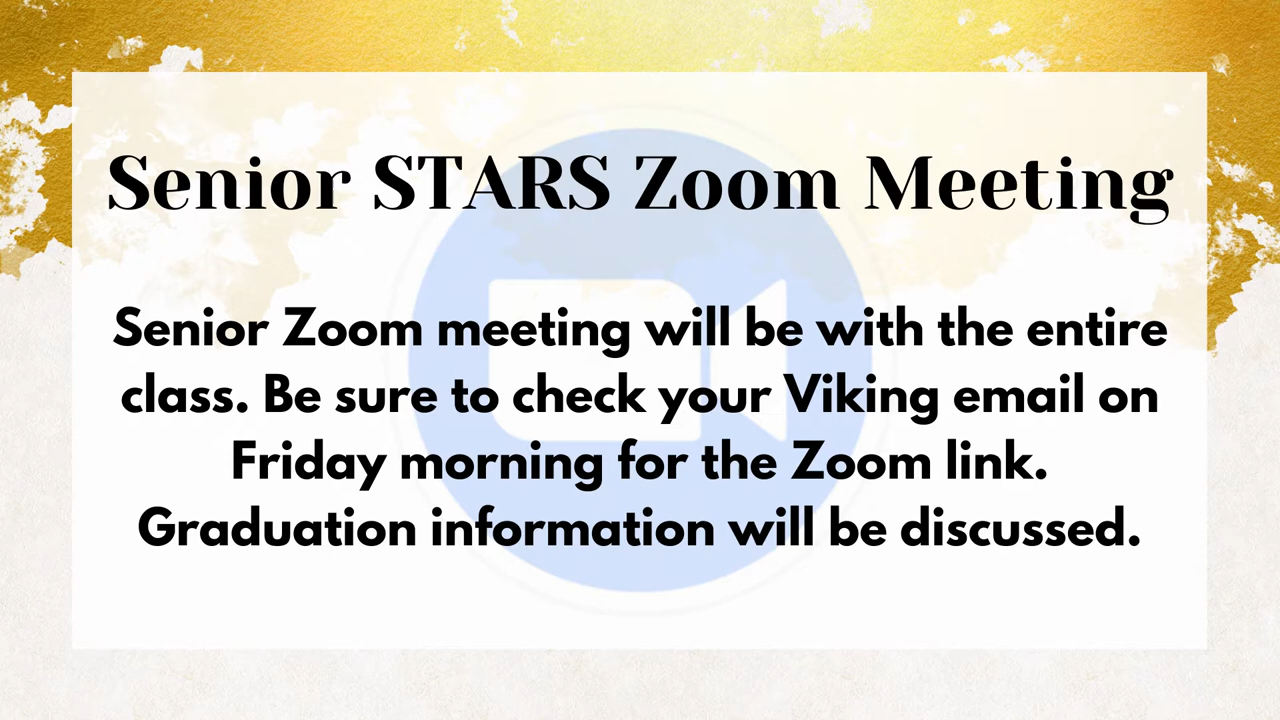 Senior STARS Zoom Meeting
Senior Zoom meeting will be with the entire
class. Be sure to check your Viking email on
Friday morning for the Zoom link.
Graduation information will be discussed.